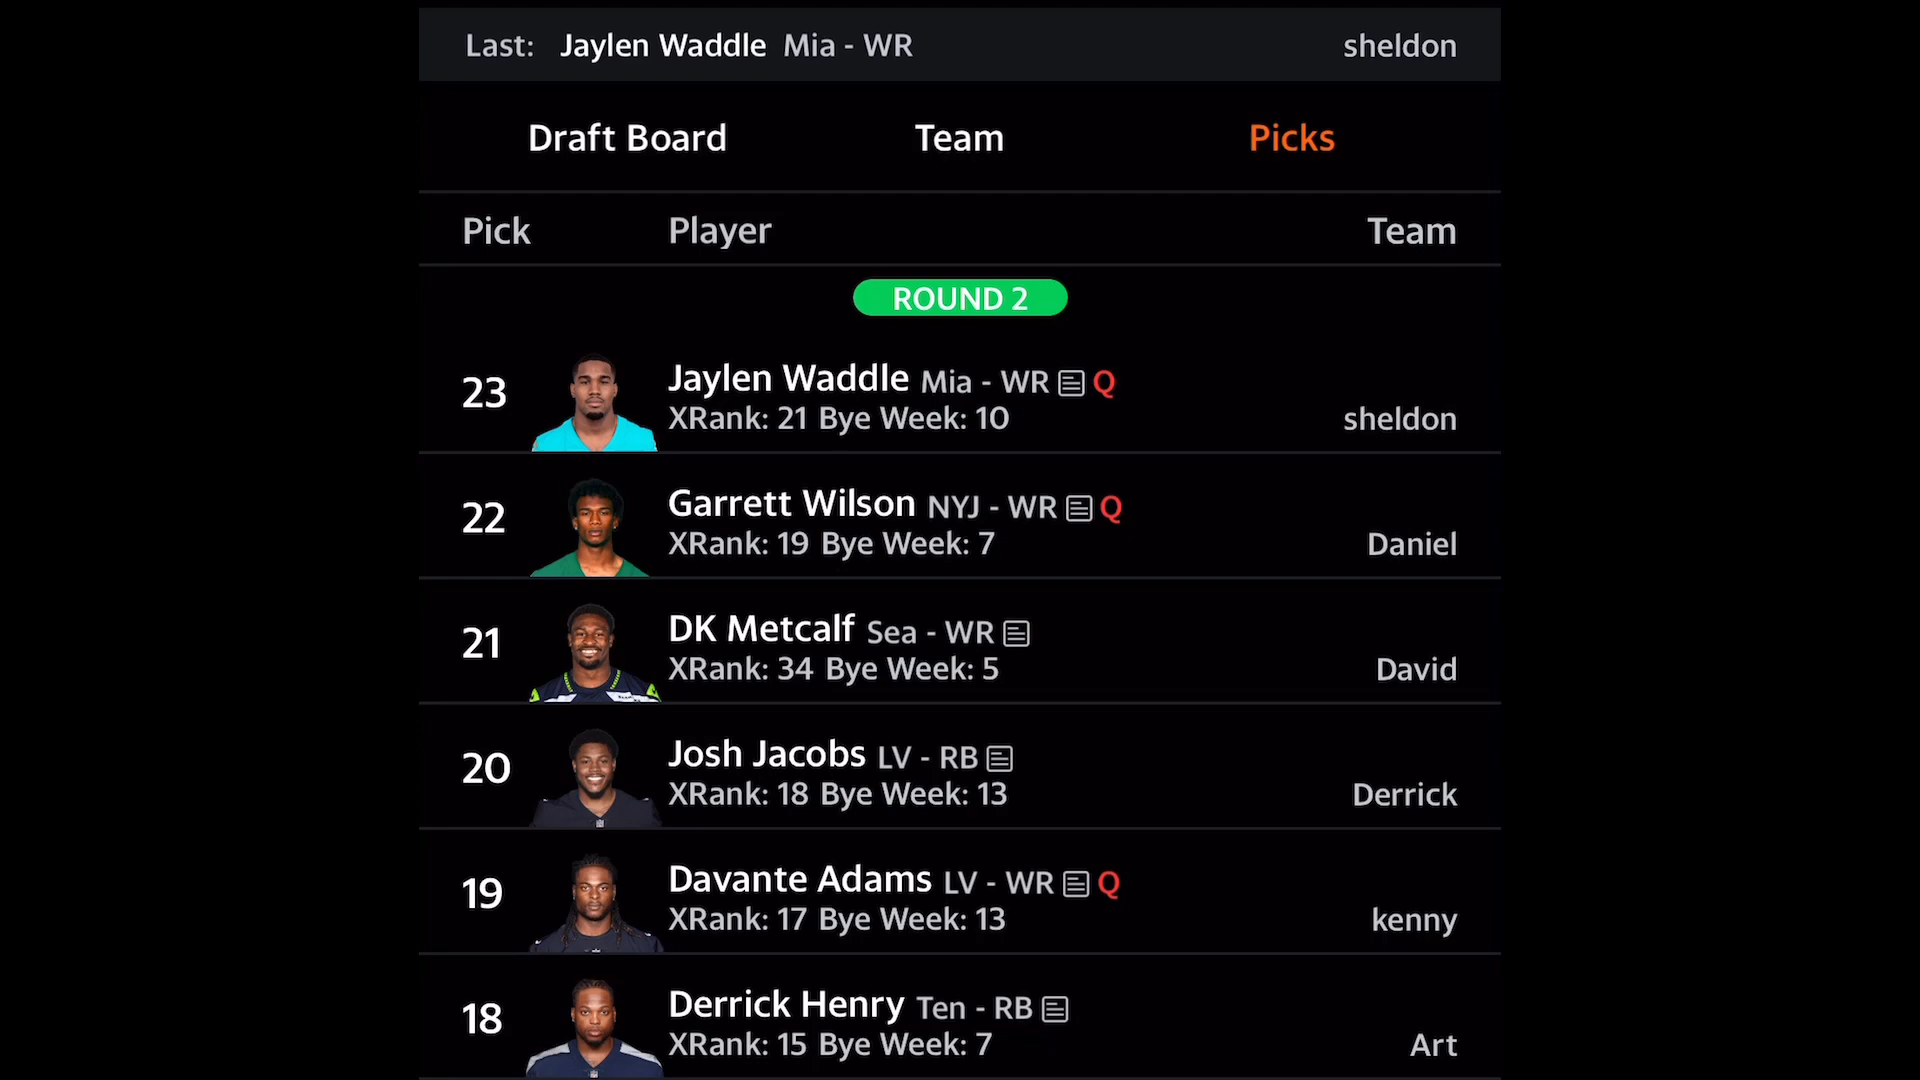 Last: Jaylen Waddle Mia - WR sheldon
Draft Board Team Picks
Pick Player Team
ROUND 2
23 Jaylen Waddle Mia - WR Q
XRank: 21 Bye Week: 10 sheldon
22 Garrett Wilson NYJ - WR Q
XRank: 19 Bye Week: 7 Daniel
21 DK Metcalf Sea - WR
XRank: 34 Bye Week: 5 David
20 Josh Jacobs LV - RB
XRank: 18 Bye Week: 13 Derrick
19 Davante Adams LV - WR Q
XRank: 17 Bye Week: 13 kenny
18 Derrick Henry Ten - RB
XRank: 15 Bye Week: 7 Art